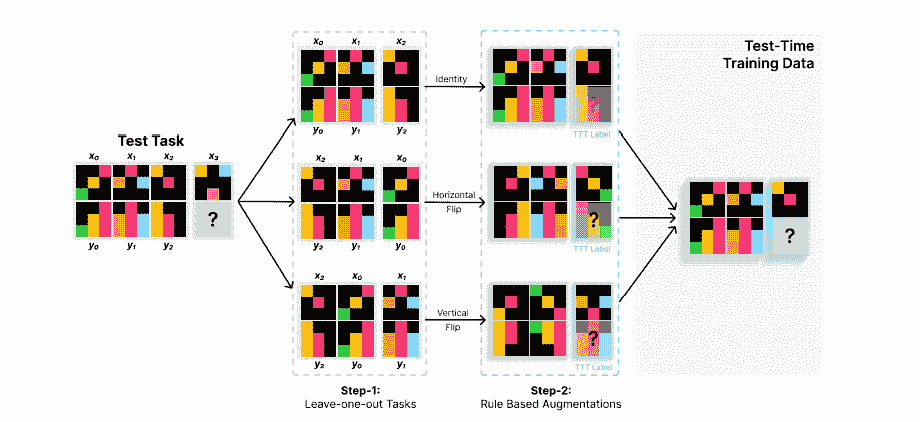 Test Task
x₀ x₁ x₂ x₃
?
y₀ y₁ y₂
x₀ x₁ x₂
y₀ y₁ y₂
x₂ x₁ x₀
y₂ y₁ y₀
x₂ x₀ x₁
y₂ y₀ y₁
Step-1:
Leave-one-out Tasks
Identity
Horizontal
Flip
Vertical
Flip
?
TTT Label
?
TTT Label
?
TTT Label
Step-2:
Rule Based Augmentations
Test-Time
Training Data
?